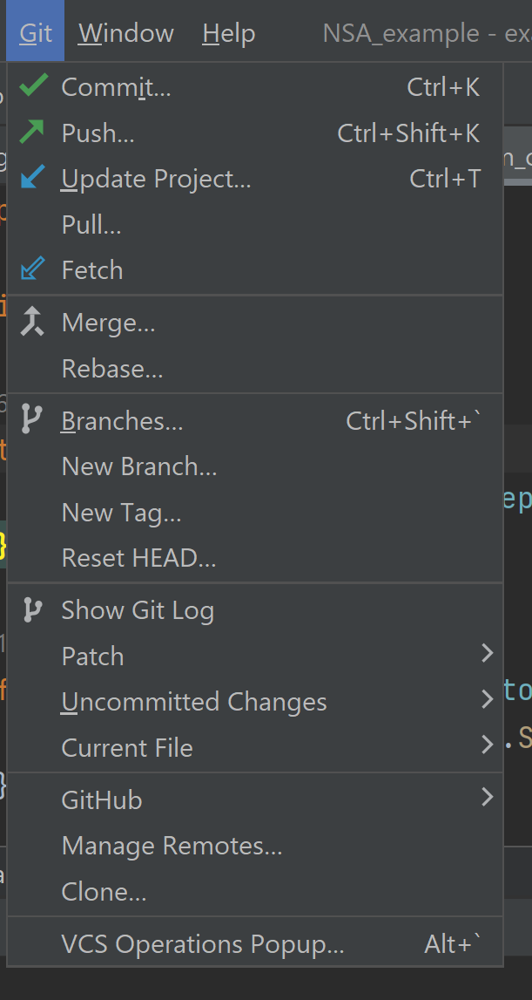 Git Window Help NSA_example - exa
Commit... Ctrl+K
Push... Ctrl+Shift+K
Update Project... Ctrl+T
Pull...
Fetch
Merge...
Rebase...
Branches... Ctrl+Shift+`
New Branch...
New Tag...
Reset HEAD...
Show Git Log
Patch
Uncommitted Changes
Current File
GitHub
Manage Remotes...
Clone...
VCS Operations Popup... Alt+`